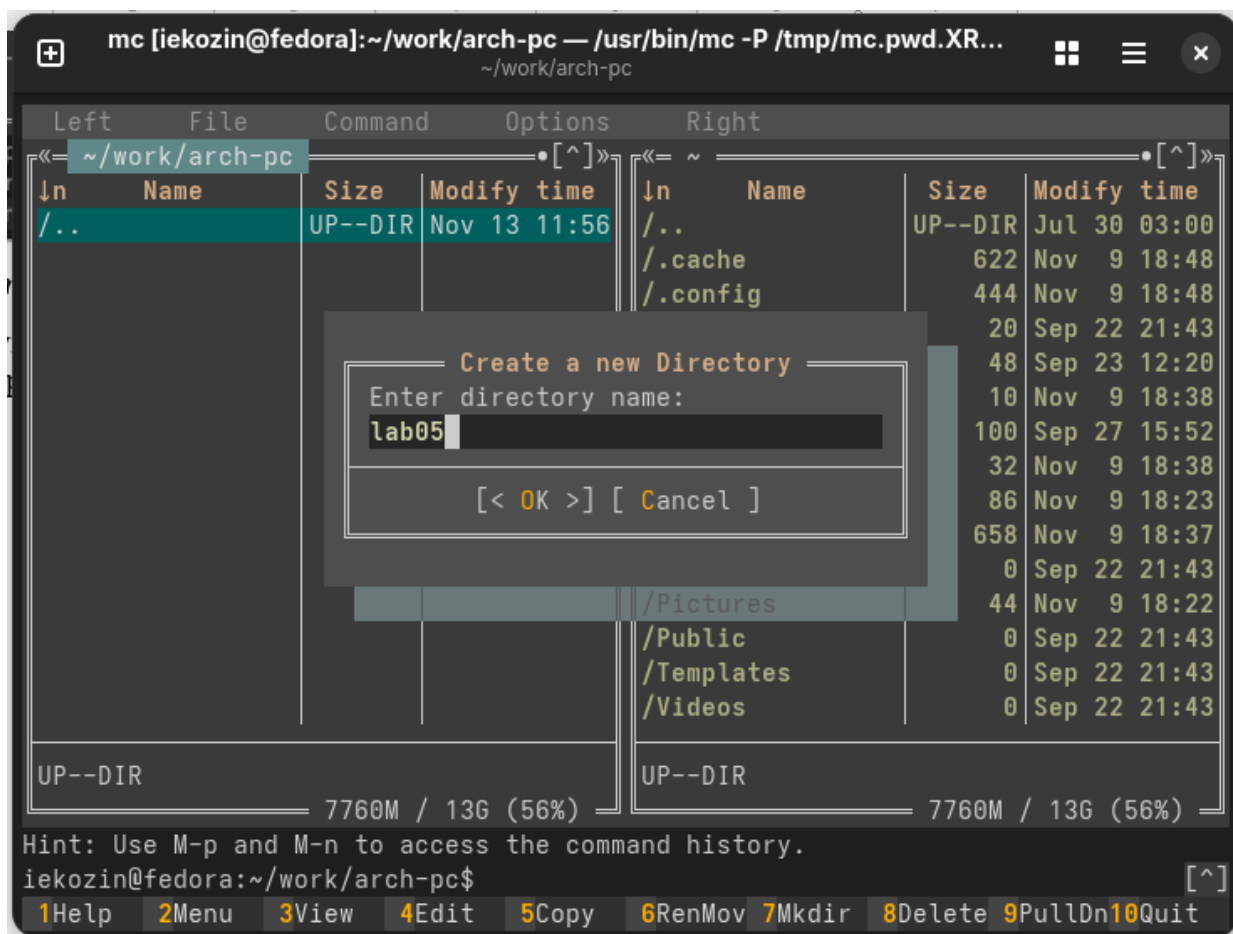 mc [iekozin@fedora]:~/work/arch-pc — /usr/bin/mc -P /tmp/mc.pwd.XR...
~/work/arch-pc
Left File Command Options Right
«= ~/work/arch-pc •[^]» «= ~ •[^]»
↓n Name Size Modify time ↓n Name Size Modify time
/.. UP--DIR Nov 13 11:56 /.. UP--DIR Jul 30 03:00
/.cache 622 Nov 9 18:48
/.config 444 Nov 9 18:48
20 Sep 22 21:43
Create a new Directory 48 Sep 23 12:20
Enter directory name: 10 Nov 9 18:38
lab05 100 Sep 27 15:52
32 Nov 9 18:38
[< OK >] [ Cancel ] 86 Nov 9 18:23
658 Nov 9 18:37
0 Sep 22 21:43
/Pictures 44 Nov 9 18:22
/Public 0 Sep 22 21:43
/Templates 0 Sep 22 21:43
/Videos 0 Sep 22 21:43
UP--DIR UP--DIR
7760M / 13G (56%) 7760M / 13G (56%)
Hint: Use M-p and M-n to access the command history.
iekozin@fedora:~/work/arch-pc$ [^]
1Help 2Menu 3View 4Edit 5Copy 6RenMov 7Mkdir 8Delete 9PullDn 10Quit